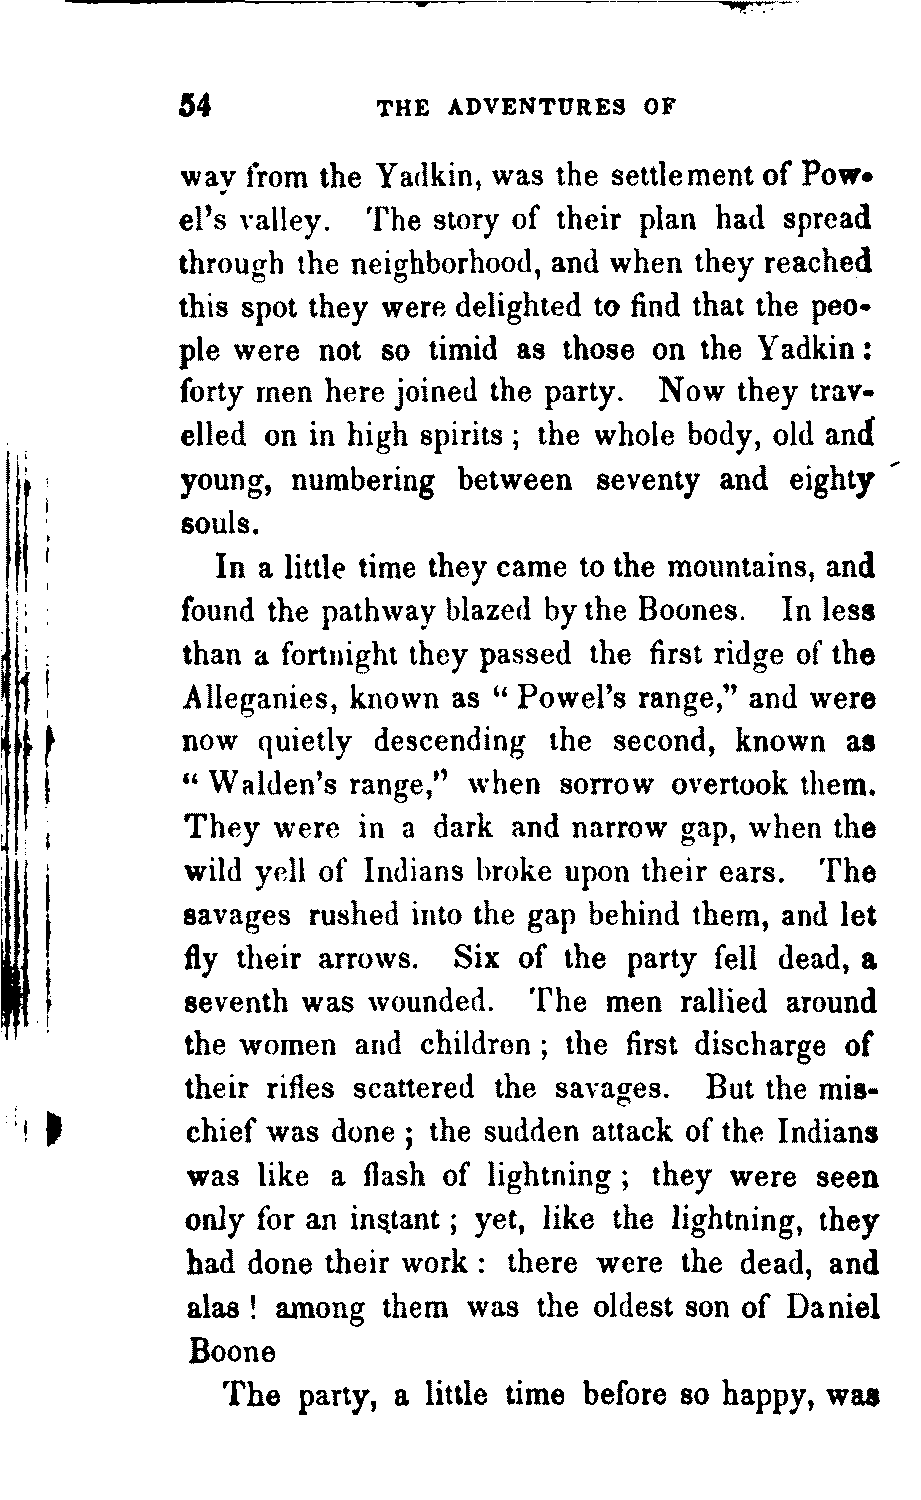 54 THE ADVENTURES OF
way from the Yadkin, was the settlement of Pow-
el's valley. The story of their plan had spread
through the neighborhood, and when they reached
this spot they were delighted to find that the peo-
ple were not so timid as those on the Yadkin:
forty men here joined the party. Now they trav-
elled on in high spirits; the whole body, old and
young, numbering between seventy and eighty
souls.
In a little time they came to the mountains, and
found the pathway blazed by the Boones. In less
than a fortnight they passed the first ridge of the
Alleganies, known as "Powel's range," and were
now quietly descending the second, known as
"Walden's range," when sorrow overtook them.
They were in a dark and narrow gap, when the
wild yell of Indians broke upon their ears. The
savages rushed into the gap behind them, and let
fly their arrows. Six of the party fell dead, a
seventh was wounded. The men rallied around
the women and children; the first discharge of
their rifles scattered the savages. But the mis-
chief was done; the sudden attack of the Indians
was like a flash of lightning; they were seen
only for an instant; yet, like the lightning, they
had done their work: there were the dead, and
alas! among them was the oldest son of Daniel
Boone
The party, a little time before so happy, was